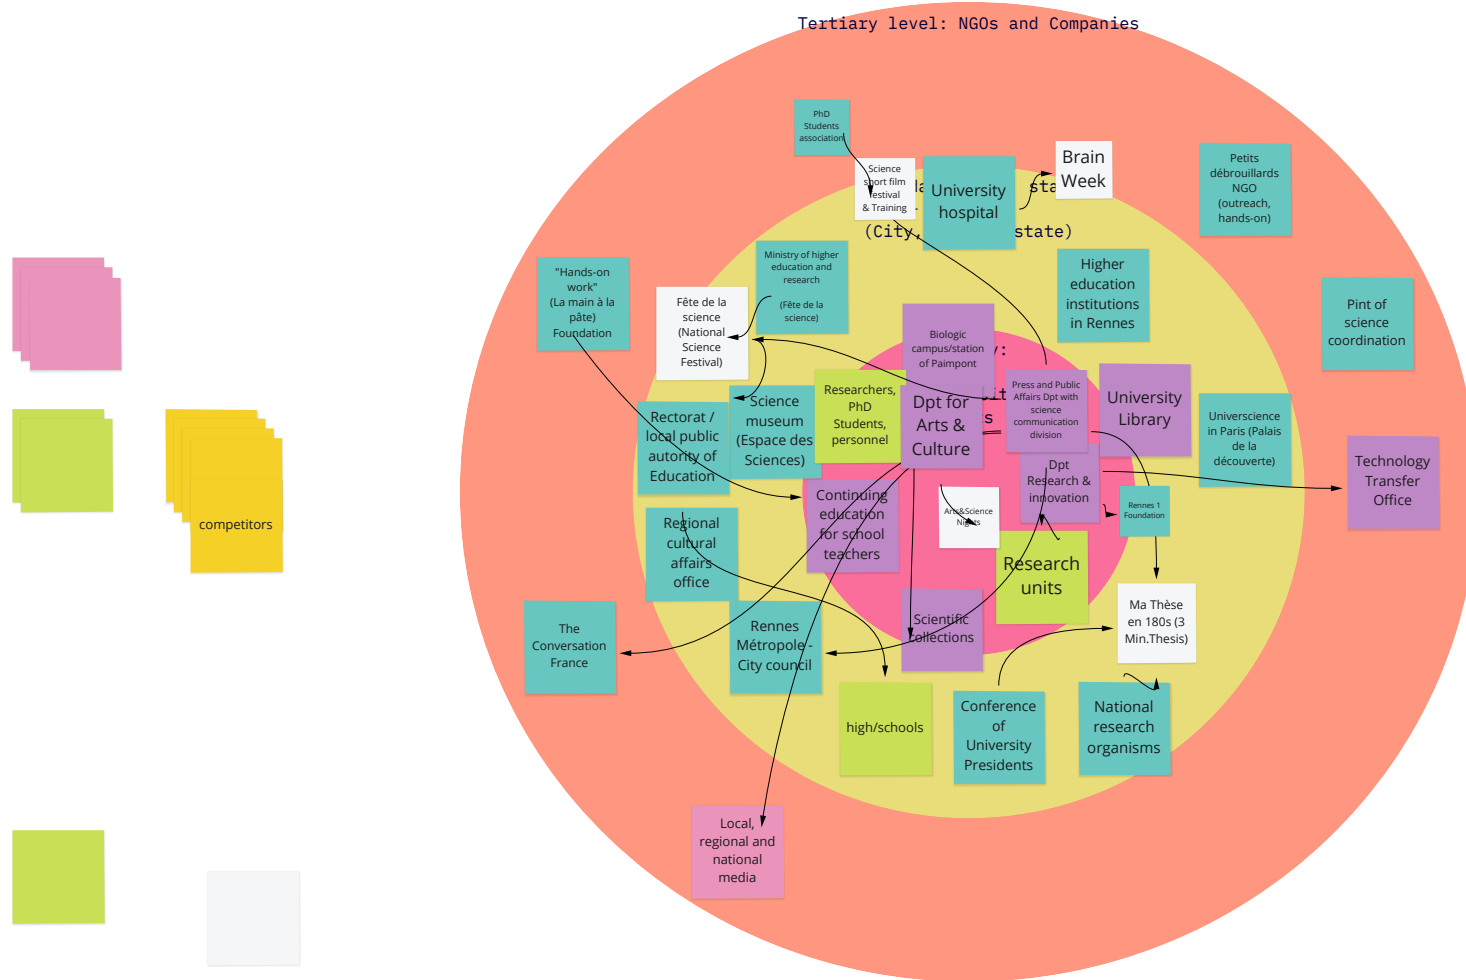 Tertiary level: NGOs and Companies
PhD
Students
association
Science
short film
festival
& Training
University
hospital
Brain
Week
Petits
débrouillards
NGO
(outreach,
hands-on)
(City,
state)
"Hands-on
work"
(La main à la
pâte)
Foundation
Fête de la
science
(National
Science
Festival)
Ministry of higher
education and
research
(Fête de la
science)
Higher
education
institutions
in Rennes
Pint of
science
coordination
Biologic
campus/station
of Paimpont
Rectorat /
local public
autority of
Education
Science
museum
(Espace des
Sciences)
Researchers,
PhD
Students,
personnel
Dpt for
Arts &
Culture
Press and Public
Affairs Dpt with
science
communication
division
University
Library
Universcience
in Paris (Palais
de la
découverte)
Technology
Transfer
Office
competitors
Continuing
education
for school
teachers
Arts&Science
Nights
Dpt
Research &
innovation
Rennes 1
Foundation
Regional
cultural
affairs
office
Research
units
The
Conversation
France
Rennes
Métropole -
City council
Scientific
collections
Ma Thèse
en 180s (3
Min.Thesis)
high/schools
Conference
of
University
Presidents
National
research
organisms
Local,
regional and
national
media